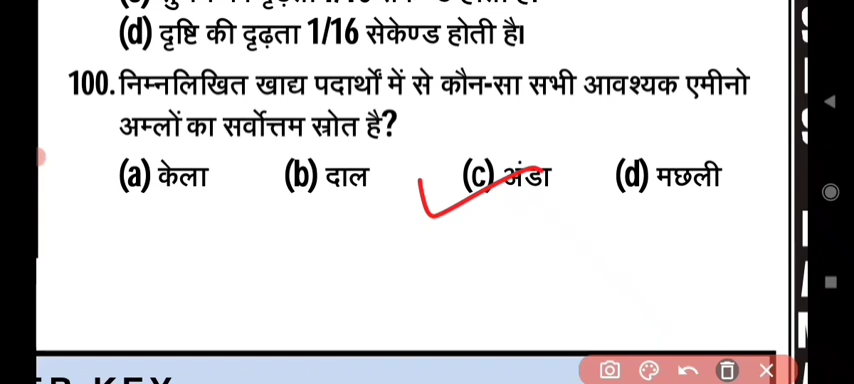 (d) दृष्टि की दृढ़ता 1/16 सेकेण्ड होती है।
100. निम्नलिखित खाद्य पदार्थों में से कौन-सा सभी आवश्यक एमीनो
अम्लों का सर्वोत्तम स्रोत है?
(a) केला (b) दाल (c) अंडा (d) मछली